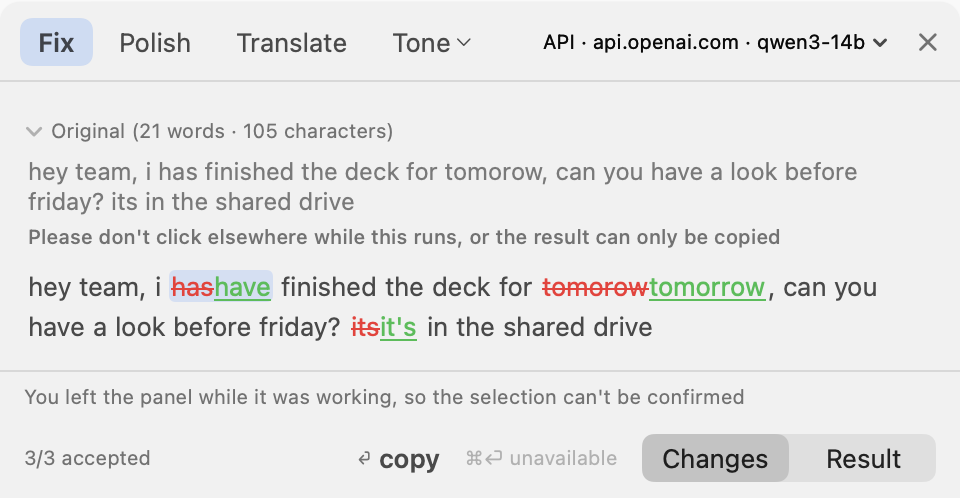 Fix Polish Translate Tone API · api.openai.com · qwen3-14b
Original (21 words · 105 characters)
hey team, i has finished the deck for tomorow, can you have a look before
friday? its in the shared drive
Please don't click elsewhere while this runs, or the result can only be copied
hey team, i hashave finished the deck for tomorowtomorrow, can you
have a look before friday? itsit's in the shared drive
You left the panel while it was working, so the selection can't be confirmed
3/3 accepted ⏎ copy ⌘⏎ unavailable Changes Result